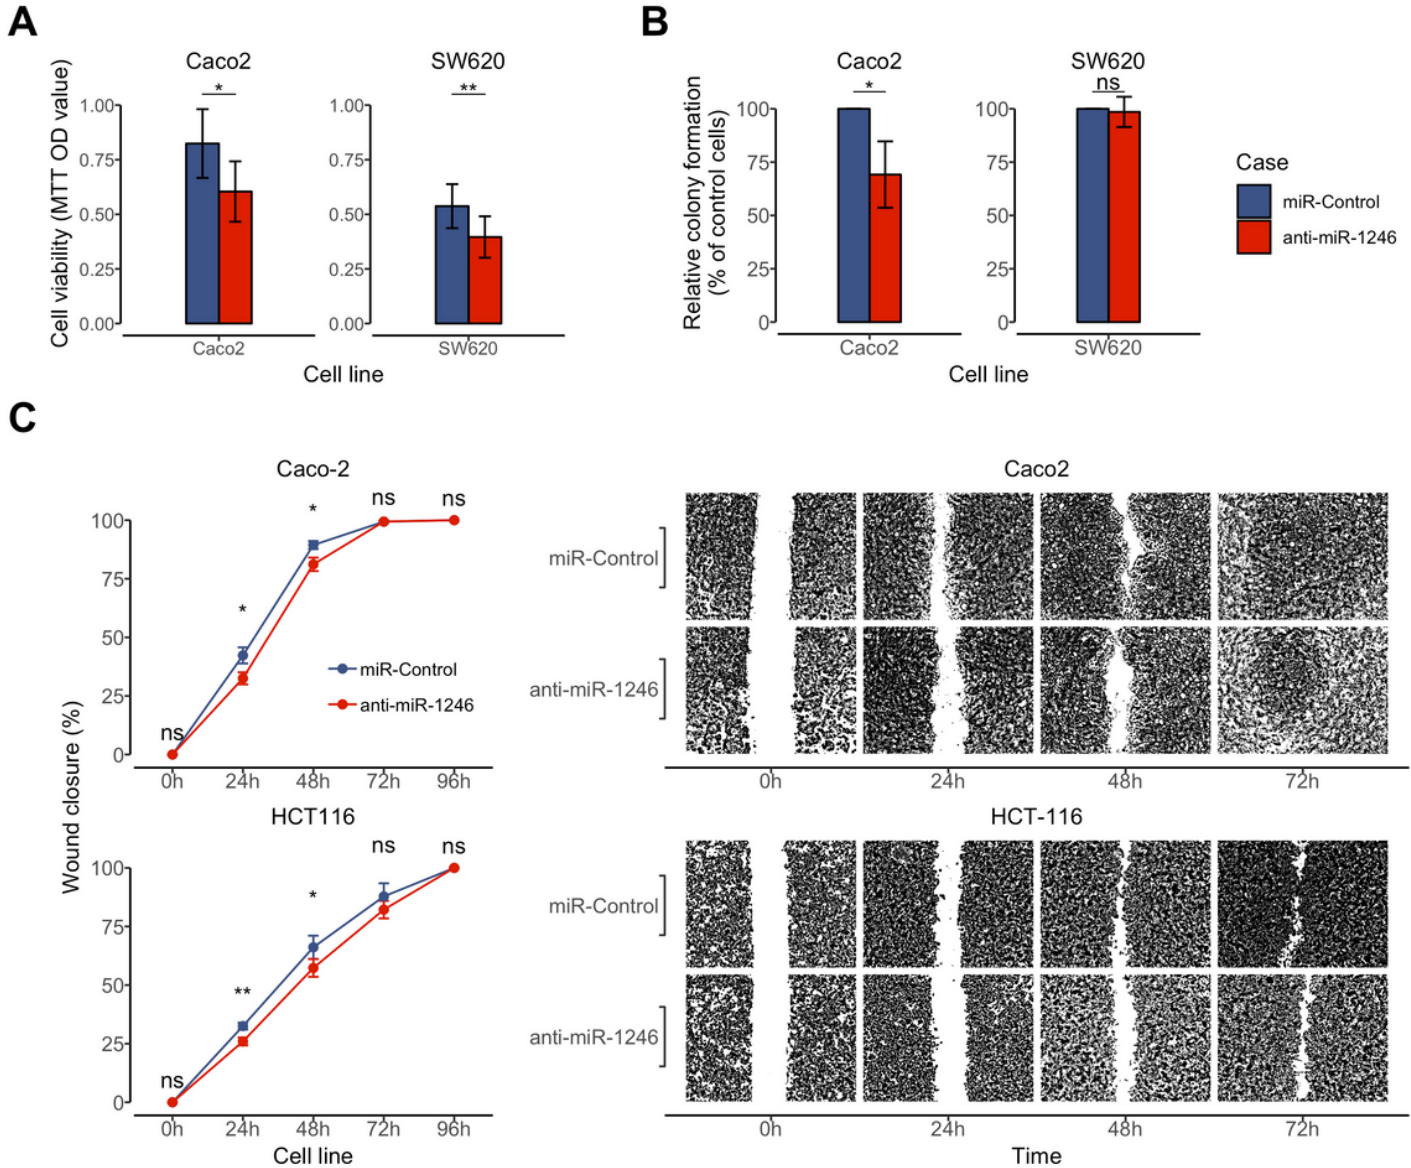 A
Caco2
SW620
*
**
Cell viability (MTT OD value)
1.00
0.75
0.50
0.25
0.00
1.00
0.75
0.50
0.25
0.00
Caco2
SW620
Cell line
B
Caco2
SW620
*
ns
Relative colony formation
(% of control cells)
100
75
50
25
0
100
75
50
25
0
Caco2
SW620
Cell line
Case
miR-Control
anti-miR-1246
C
Caco-2
Wound closure (%)
100
75
50
25
0
ns
*
*
ns
ns
miR-Control
anti-miR-1246
0h
24h
48h
72h
96h
HCT116
100
75
50
25
0
ns
**
*
ns
ns
0h
24h
48h
72h
96h
Cell line
Caco2
miR-Control
anti-miR-1246
0h
24h
48h
72h
HCT-116
miR-Control
anti-miR-1246
0h
24h
48h
72h
Time